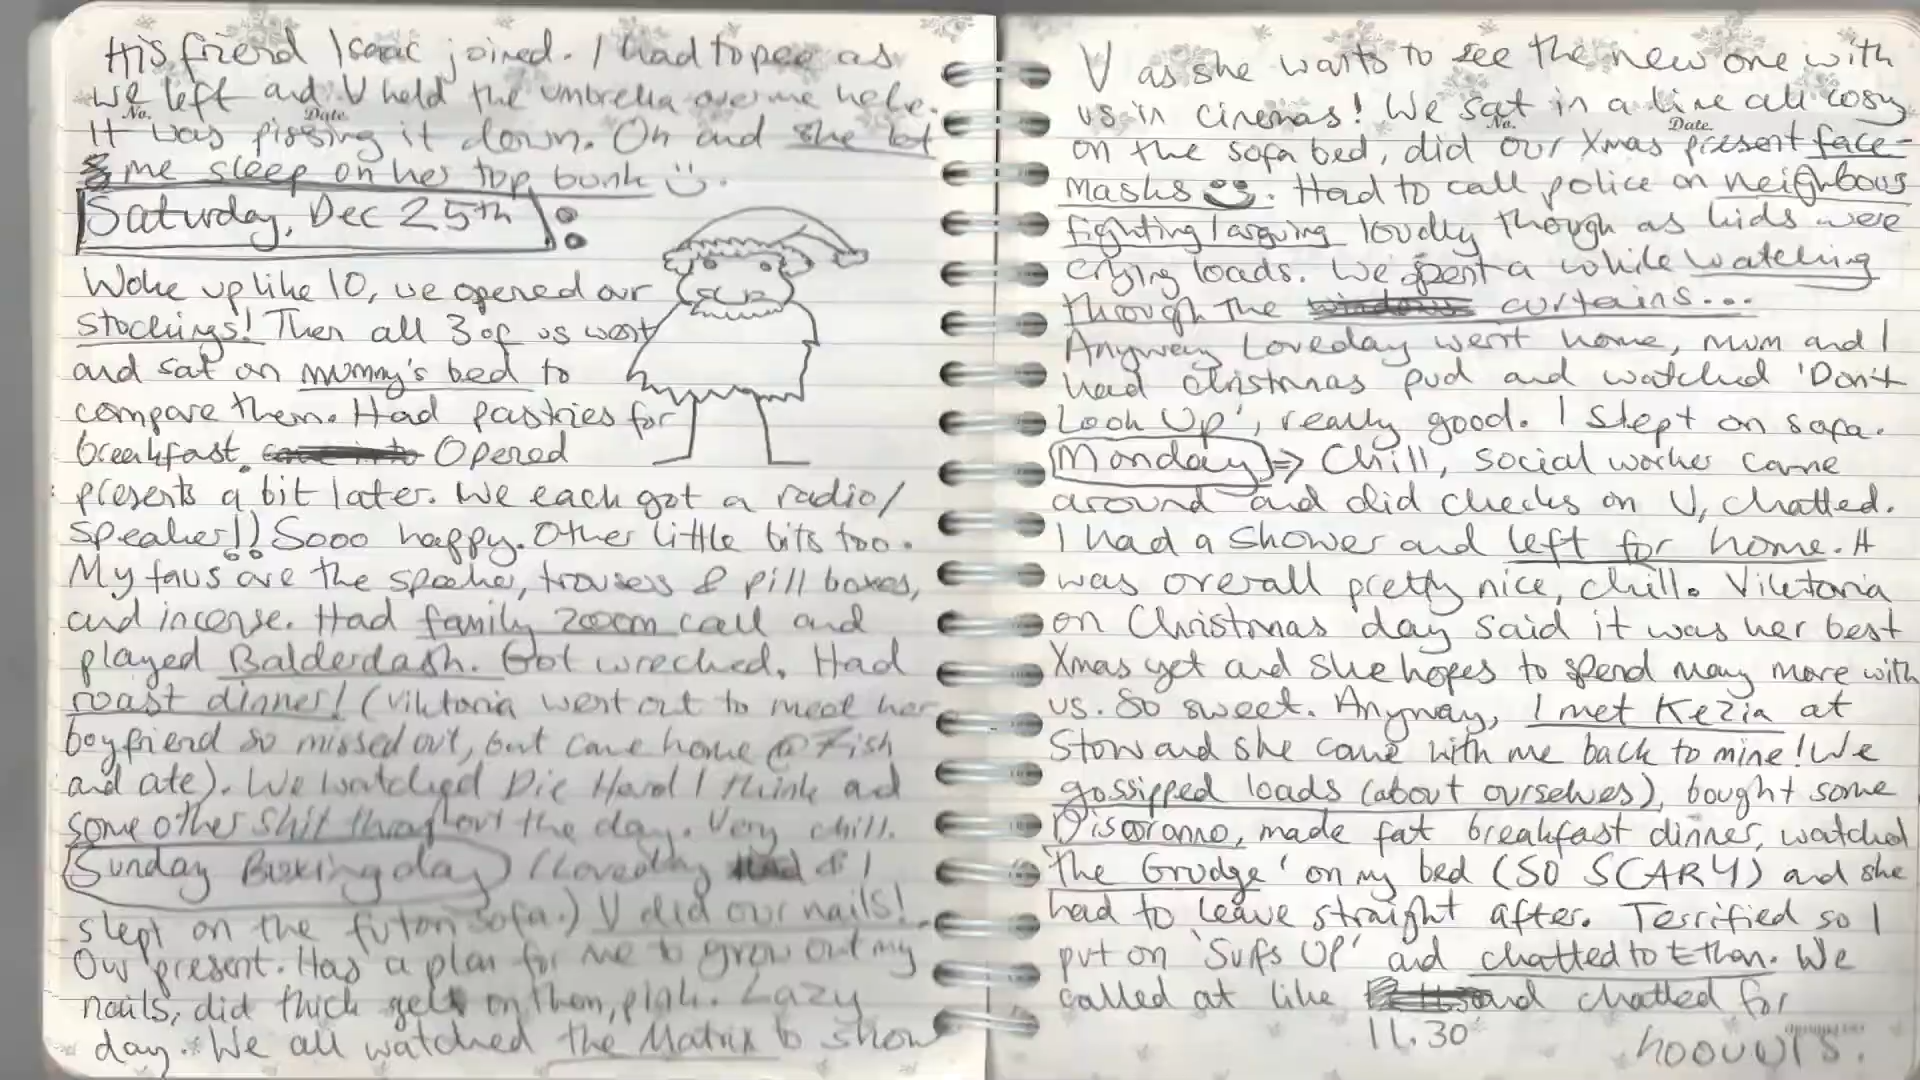 His friend Isaac joined. I had to pee as
we left and V held the umbrella over me hehe.
No. Date
It was pissing it down. Oh and she let
me sleep on her top bunk
Saturday, Dec 25th :
Woke up like 10, we opened our
stockings! Then all 3 of us went
and sat on mummy's bed to
compare them. Had pastries for
breakfast. Opened
presents a bit later. We each got a radio/
speaker!! Sooo happy. Other little bits too.
My favs are the speaker, trousers & pill boxes,
and incense. Had family zoom call and
played Balderdash. Got wrecked. Had
roast dinner! (Viktoria went out to meet her
boyfriend so missed out, but came home @ 7ish
and ate). We watched Die Hard I think and
some other shit throughout the day. Very chill.
Sunday Boxing day (Loveday & I
slept on the futon sofa.) V did our nails!
Our present. Has a plan for me to grow out my
nails, did thick gel on them, pink. Lazy
day. We all watched the Matrix to show
V as she wants to see the new one with
us in cinemas! We sat in a line all cosy
No. Date
on the sofa bed, did our Xmas present face-
masks. Had to call police on neighbours
fighting/arguing loudly though as kids were
crying loads. We spent a while watching
through the curtains...
Anyway Loveday went home, mum and I
had christmas pud and watched 'Don't
Look Up', really good. I slept on sofa.
Monday => Chill, social worker came
around and did checks on V, chatted.
I had a shower and left for home. It
was overall pretty nice, chill. Viktoria
on Christmas day said it was her best
Xmas yet and she hopes to spend many more with
us. So sweet. Anyway, I met Kezia at
Stow and she came with me back to mine! We
gossipped loads (about ourselves), bought some
Disaronno, made fat breakfast dinner, watched
'The Grudge' on my bed (SO SCARY) and she
had to leave straight after. Terrified so I
put on 'Surfs Up' and chatted to Ethan. We
called at like and chatted for
11.30 hoouurs.